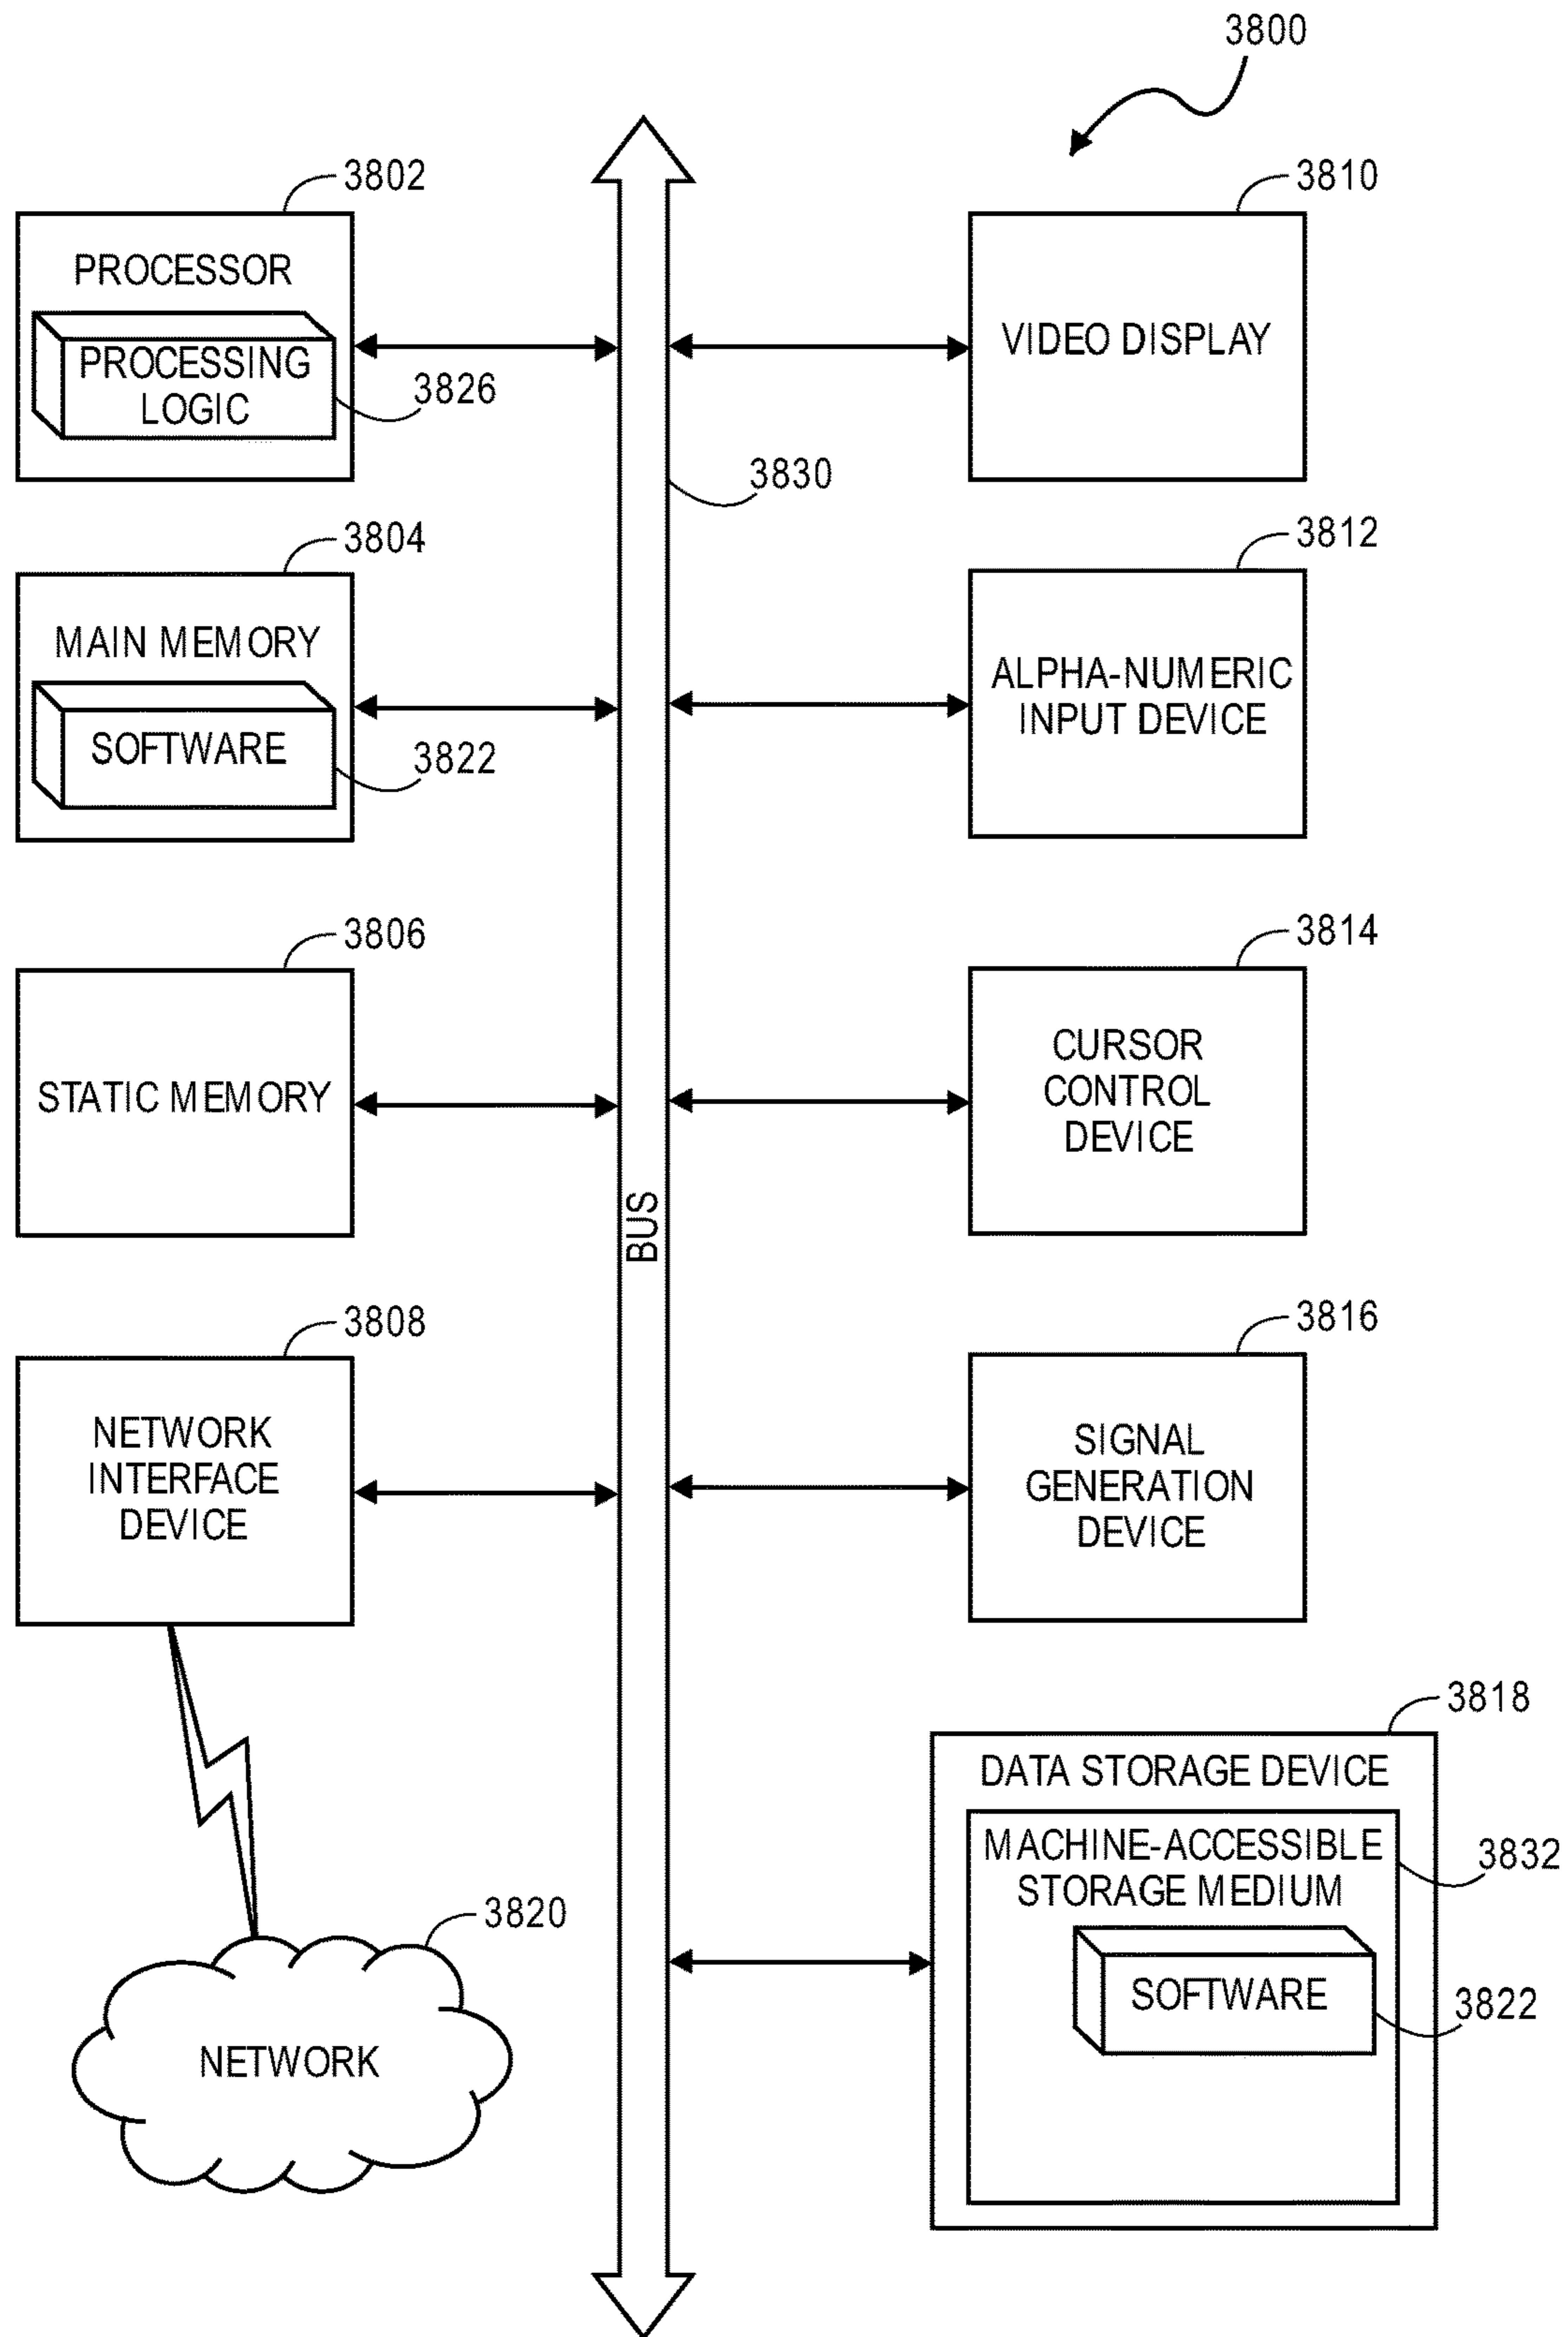 3800
3802
PROCESSOR
PROCESSING
LOGIC
3826
3810
VIDEO DISPLAY
3830
3804
MAIN MEMORY
SOFTWARE
3822
3812
ALPHA-NUMERIC
INPUT DEVICE
3806
STATIC MEMORY
3814
CURSOR
CONTROL
DEVICE
BUS
3808
NETWORK
INTERFACE
DEVICE
3816
SIGNAL
GENERATION
DEVICE
3818
DATA STORAGE DEVICE
MACHINE-ACCESSIBLE
STORAGE MEDIUM
3832
SOFTWARE
3822
3820
NETWORK